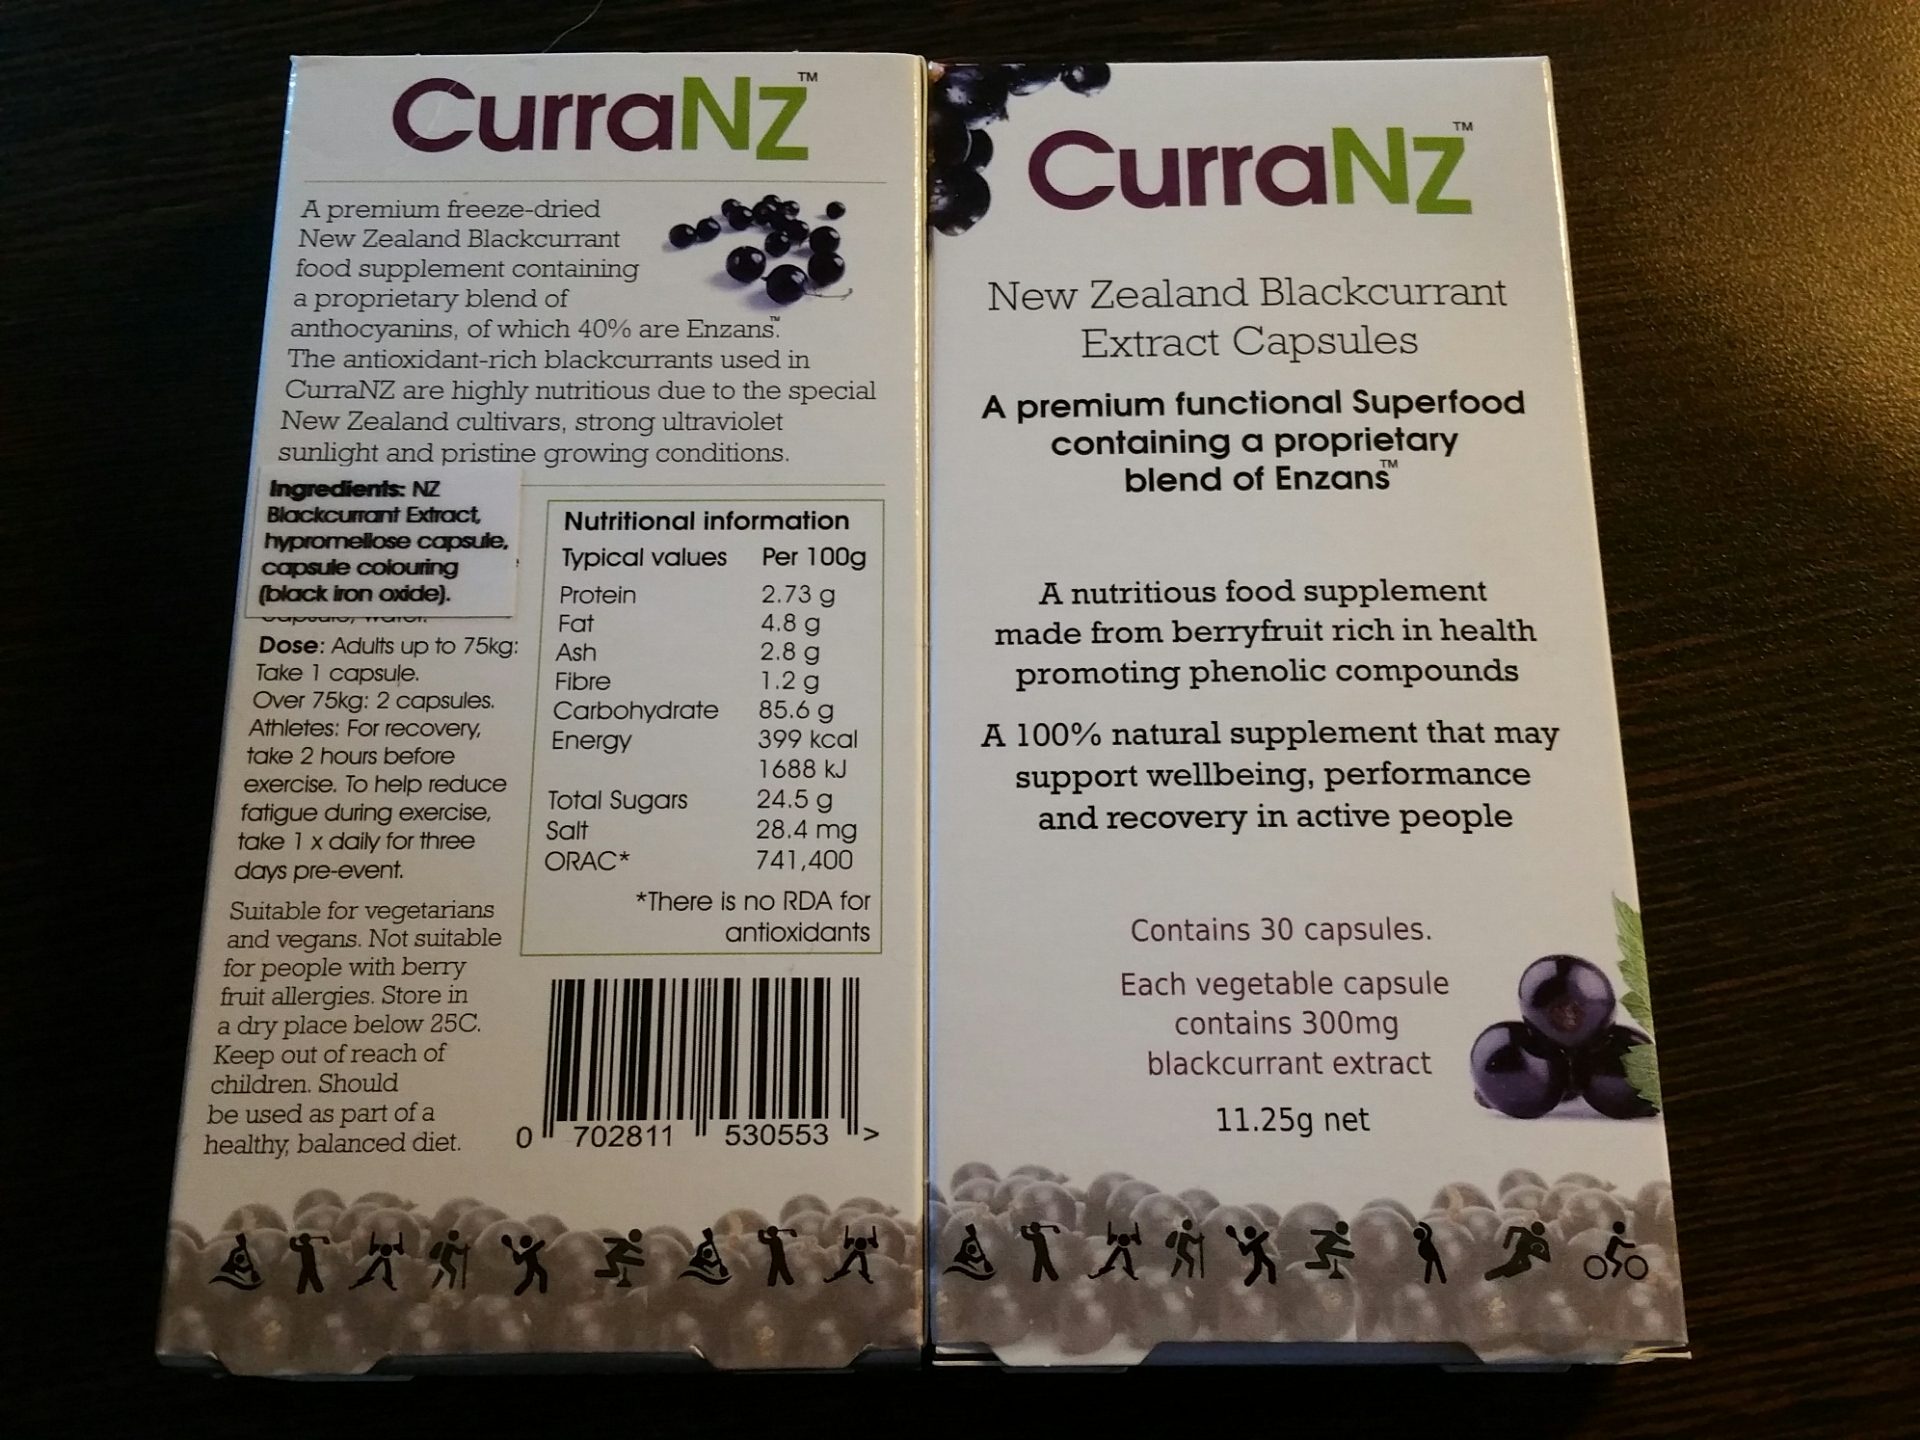 CurraNZ™
A premium freeze-dried
New Zealand Blackcurrant
food supplement containing
a proprietary blend of
anthocyanins, of which 40% are Enzans.™
The antioxidant-rich blackcurrants used in
CurraNZ are highly nutritious due to the special
New Zealand cultivars, strong ultraviolet
sunlight and pristine growing conditions.
Ingredients: NZ
Blackcurrant Extract,
hypromellose capsule,
capsule colouring
(black iron oxide).
Dose: Adults up to 75kg:
Take 1 capsule.
Over 75kg: 2 capsules.
Athletes: For recovery,
take 2 hours before
exercise. To help reduce
fatigue during exercise,
take 1 x daily for three
days pre-event.
Suitable for vegetarians
and vegans. Not suitable
for people with berry
fruit allergies. Store in
a dry place below 25C.
Keep out of reach of
children. Should
be used as part of a
healthy, balanced diet.
Nutritional information
Typical values Per 100g
Protein 2.73 g
Fat 4.8 g
Ash 2.8 g
Fibre 1.2 g
Carbohydrate 85.6 g
Energy 399 kcal
1688 kJ
Total Sugars 24.5 g
Salt 28.4 mg
ORAC* 741,400
*There is no RDA for
antioxidants
0 702811 530553 >
CurraNZ™
New Zealand Blackcurrant
Extract Capsules
A premium functional Superfood
containing a proprietary
blend of Enzans™
A nutritious food supplement
made from berryfruit rich in health
promoting phenolic compounds
A 100% natural supplement that may
support wellbeing, performance
and recovery in active people
Contains 30 capsules.
Each vegetable capsule
contains 300mg
blackcurrant extract
11.25g net